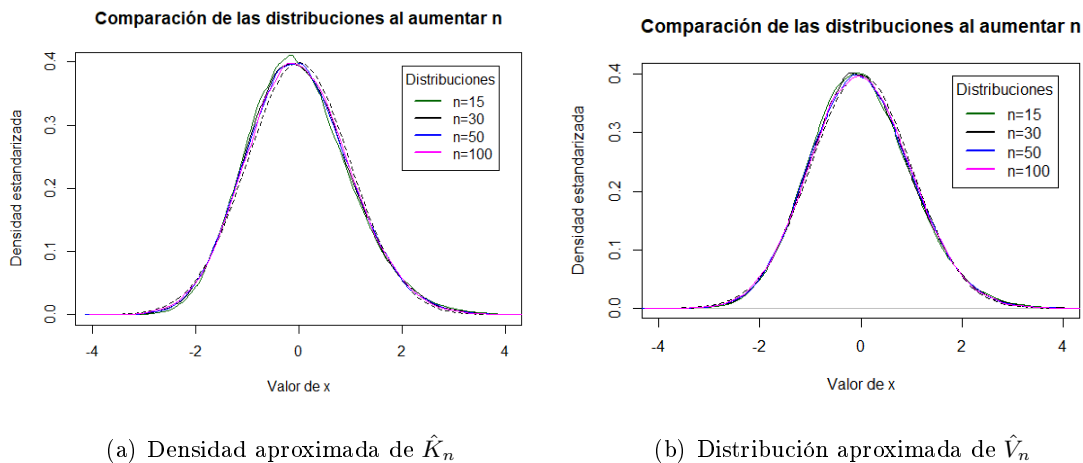 Comparación de las distribuciones al aumentar n
Densidad estandarizada
0.4
0.3
0.2
0.1
0.0
Distribuciones
n=15
n=30
n=50
n=100
-4 -2 0 2 4
Valor de x
(a) Densidad aproximada de K̂ₙ
Comparación de las distribuciones al aumentar n
Densidad estandarizada
0.4
0.3
0.2
0.1
0.0
Distribuciones
n=15
n=30
n=50
n=100
-4 -2 0 2 4
Valor de x
(b) Distribución aproximada de V̂ₙ